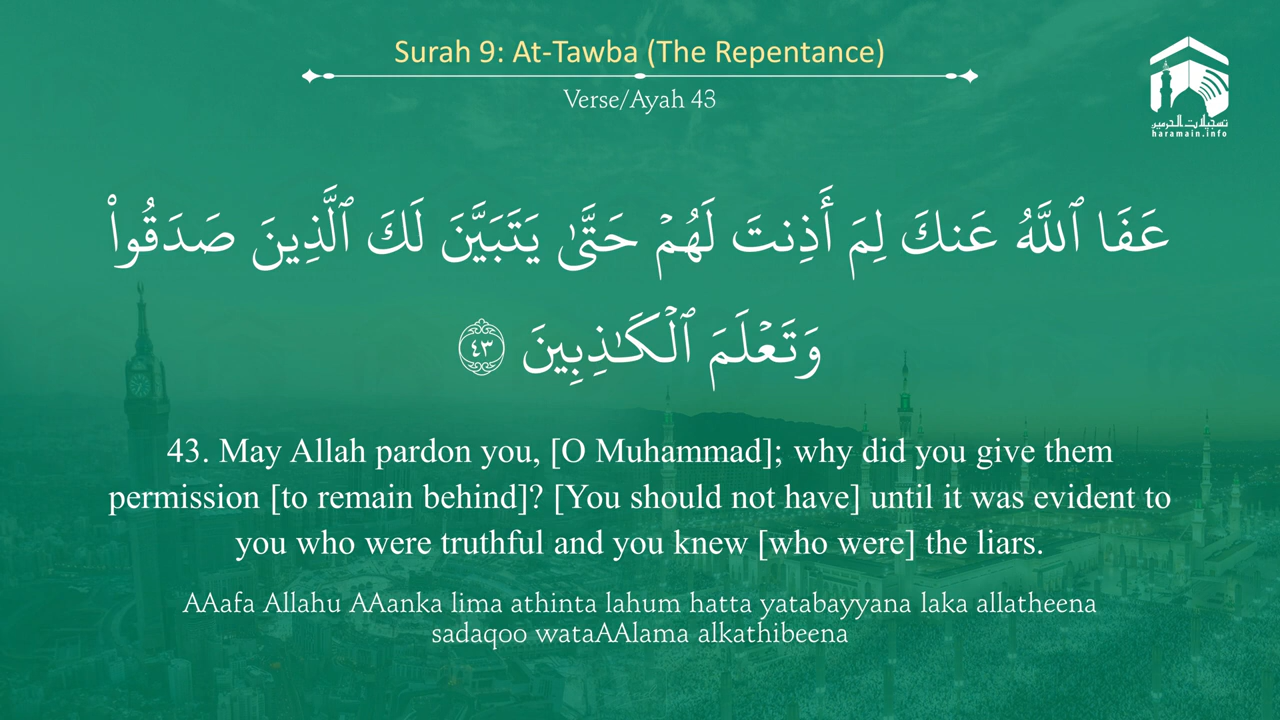 Surah 9: At-Tawba (The Repentance)
Verse/Ayah 43
تسجيلات الحرمين
haramain.info
عَفَا ٱللَّهُ عَنكَ لِمَ أَذِنتَ لَهُمْ حَتَّىٰ يَتَبَيَّنَ لَكَ ٱلَّذِينَ صَدَقُوا۟
وَتَعْلَمَ ٱلْكَـٰذِبِينَ ٤٣
43. May Allah pardon you, [O Muhammad]; why did you give them
permission [to remain behind]? [You should not have] until it was evident to
you who were truthful and you knew [who were] the liars.
AAafa Allahu AAanka lima athinta lahum hatta yatabayyana laka allatheena
sadaqoo wataAAlama alkathibeena